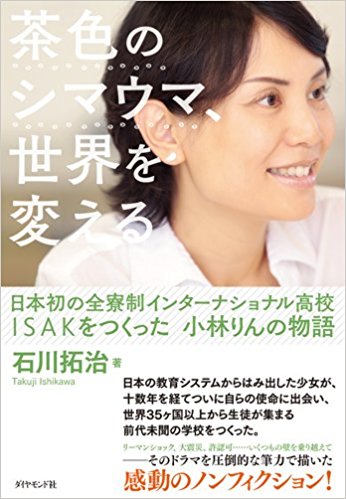 茶色の
シマウマ、
世界を
変える
日本初の全寮制インターナショナル高校
ISAKをつくった 小林りんの物語
石川拓治 著
Takuji Ishikawa
日本の教育システムからはみ出した少女が、
十数年を経てついに自らの使命に出会い、
世界35ヶ国以上から生徒が集まる
前代未聞の学校をつくった。
リーマンショック、大震災、許認可……いくつもの壁を乗り越えて
――そのドラマを圧倒的な筆力で描いた
感動のノンフィクション!
ダイヤモンド社